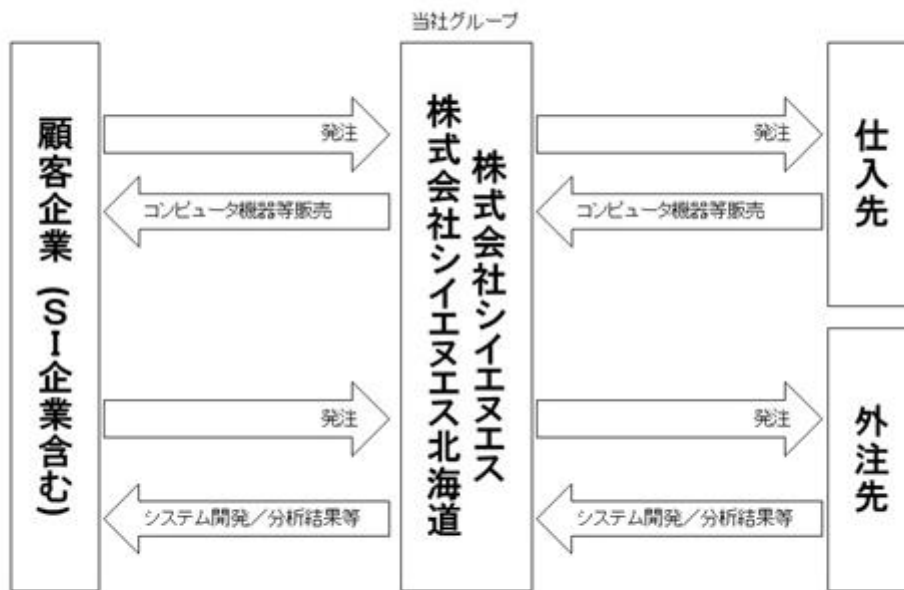 当社グループ
顧客企業(SI企業含む)
発注
コンピュータ機器等販売
発注
システム開発/分析結果等
株式会社シイエヌエス
株式会社シイエヌエス北海道
発注
コンピュータ機器等販売
発注
システム開発/分析結果等
仕入先
外注先